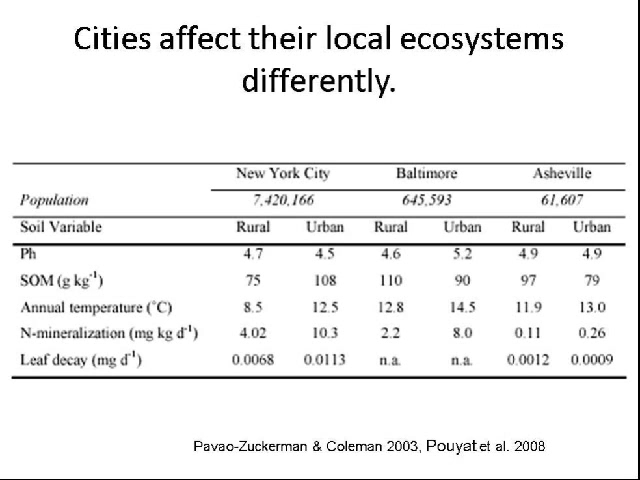 Cities affect their local ecosystems
differently.
New York City Baltimore Asheville
Population 7,420,166 645,593 61,607
Soil Variable Rural Urban Rural Urban Rural Urban
Ph 4.7 4.5 4.6 5.2 4.9 4.9
SOM (g kg⁻¹) 75 108 110 90 97 79
Annual temperature (˚C) 8.5 12.5 12.8 14.5 11.9 13.0
N-mineralization (mg kg d⁻¹) 4.02 10.3 2.2 8.0 0.11 0.26
Leaf decay (mg d⁻¹) 0.0068 0.0113 n.a. n.a. 0.0012 0.0009
Pavao-Zuckerman & Coleman 2003, Pouyat et al. 2008